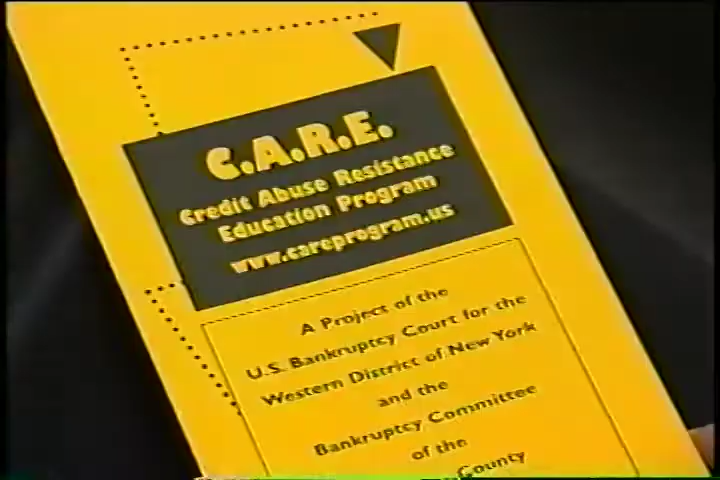 C.A.R.E.
Credit Abuse Resistance
Education Program
www.careprogram.us
A Project of the
U.S. Bankruptcy Court for the
Western District of New York
and the
Bankruptcy Committee
of the
County